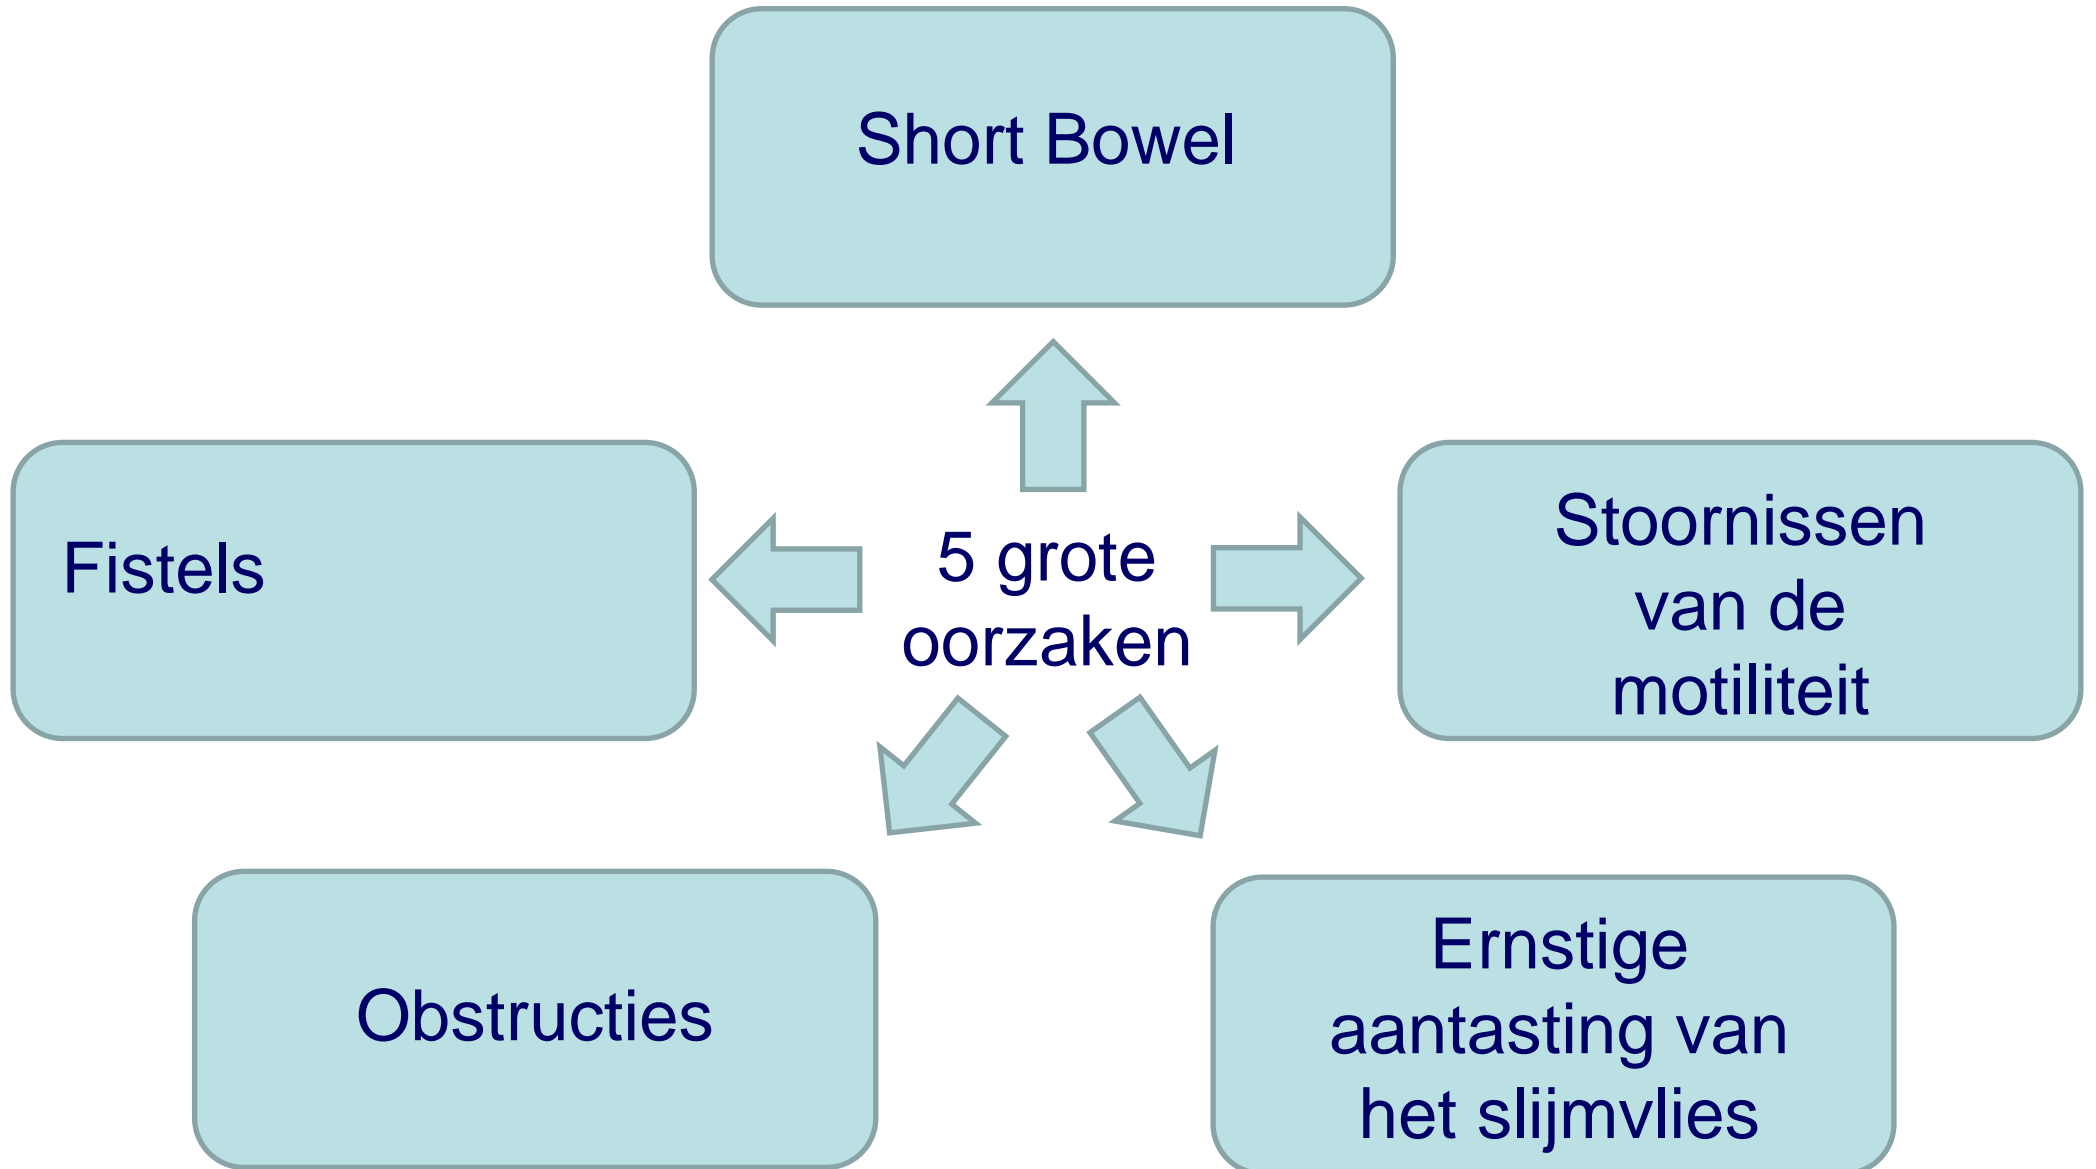 Short Bowel
Fistels
5 grote
oorzaken
Stoornissen
van de
motiliteit
Obstructies
Ernstige
aantasting van
het slijmvlies